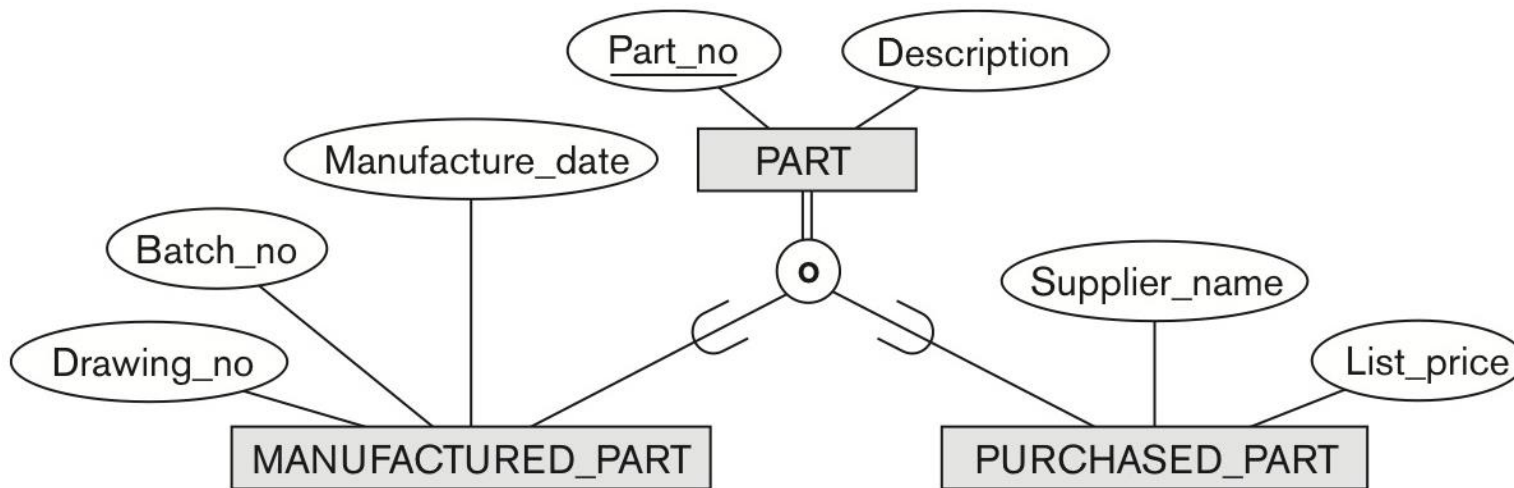 Part_no
Description
Manufacture_date
PART
Batch_no
o
Supplier_name
Drawing_no
List_price
MANUFACTURED_PART
PURCHASED_PART